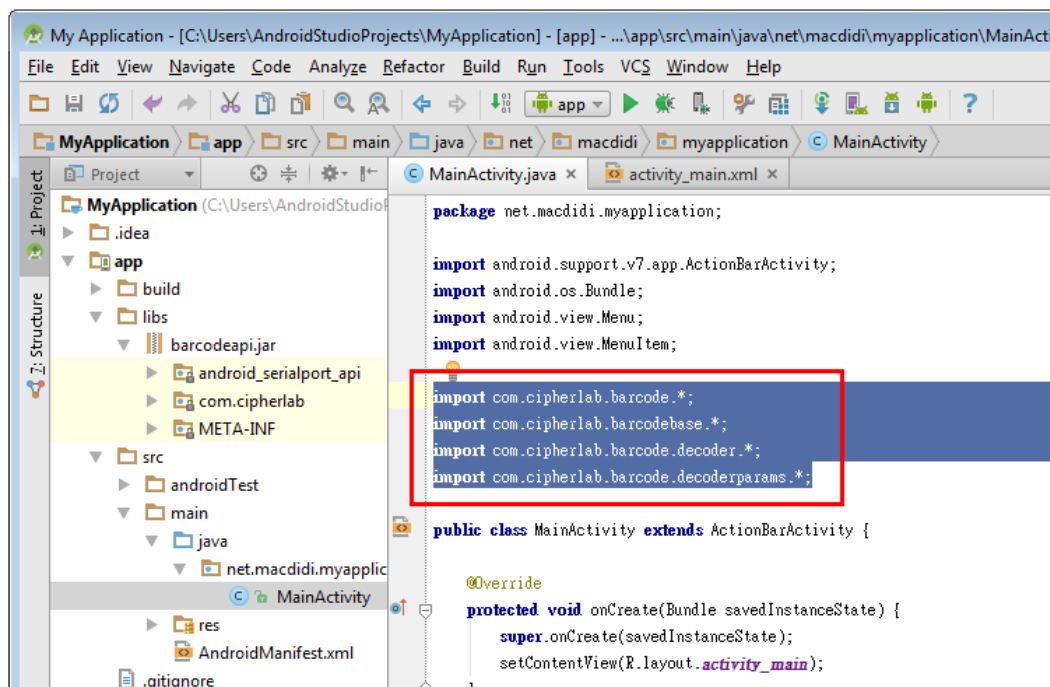 My Application - [C:\Users\AndroidStudioProjects\MyApplication] - [app] - ...\app\src\main\java\net\macdidi\myapplication\MainActi
File Edit View Navigate Code Analyze Refactor Build Run Tools VCS Window Help
app
MyApplication app src main java net macdidi myapplication MainActivity
1: Project
7: Structure
Project
MyApplication (C:\Users\AndroidStudioP
.idea
app
build
libs
barcodeapi.jar
android_serialport_api
com.cipherlab
META-INF
src
androidTest
main
java
net.macdidi.myapplic
MainActivity
res
AndroidManifest.xml
.gitignore
MainActivity.java activity_main.xml
package net.macdidi.myapplication;
import android.support.v7.app.ActionBarActivity;
import android.os.Bundle;
import android.view.Menu;
import android.view.MenuItem;
import com.cipherlab.barcode.*;
import com.cipherlab.barcodebase.*;
import com.cipherlab.barcode.decoder.*;
import com.cipherlab.barcode.decoderparams.*;
public class MainActivity extends ActionBarActivity {
@Override
protected void onCreate(Bundle savedInstanceState) {
super.onCreate(savedInstanceState);
setContentView(R.layout.activity_main);